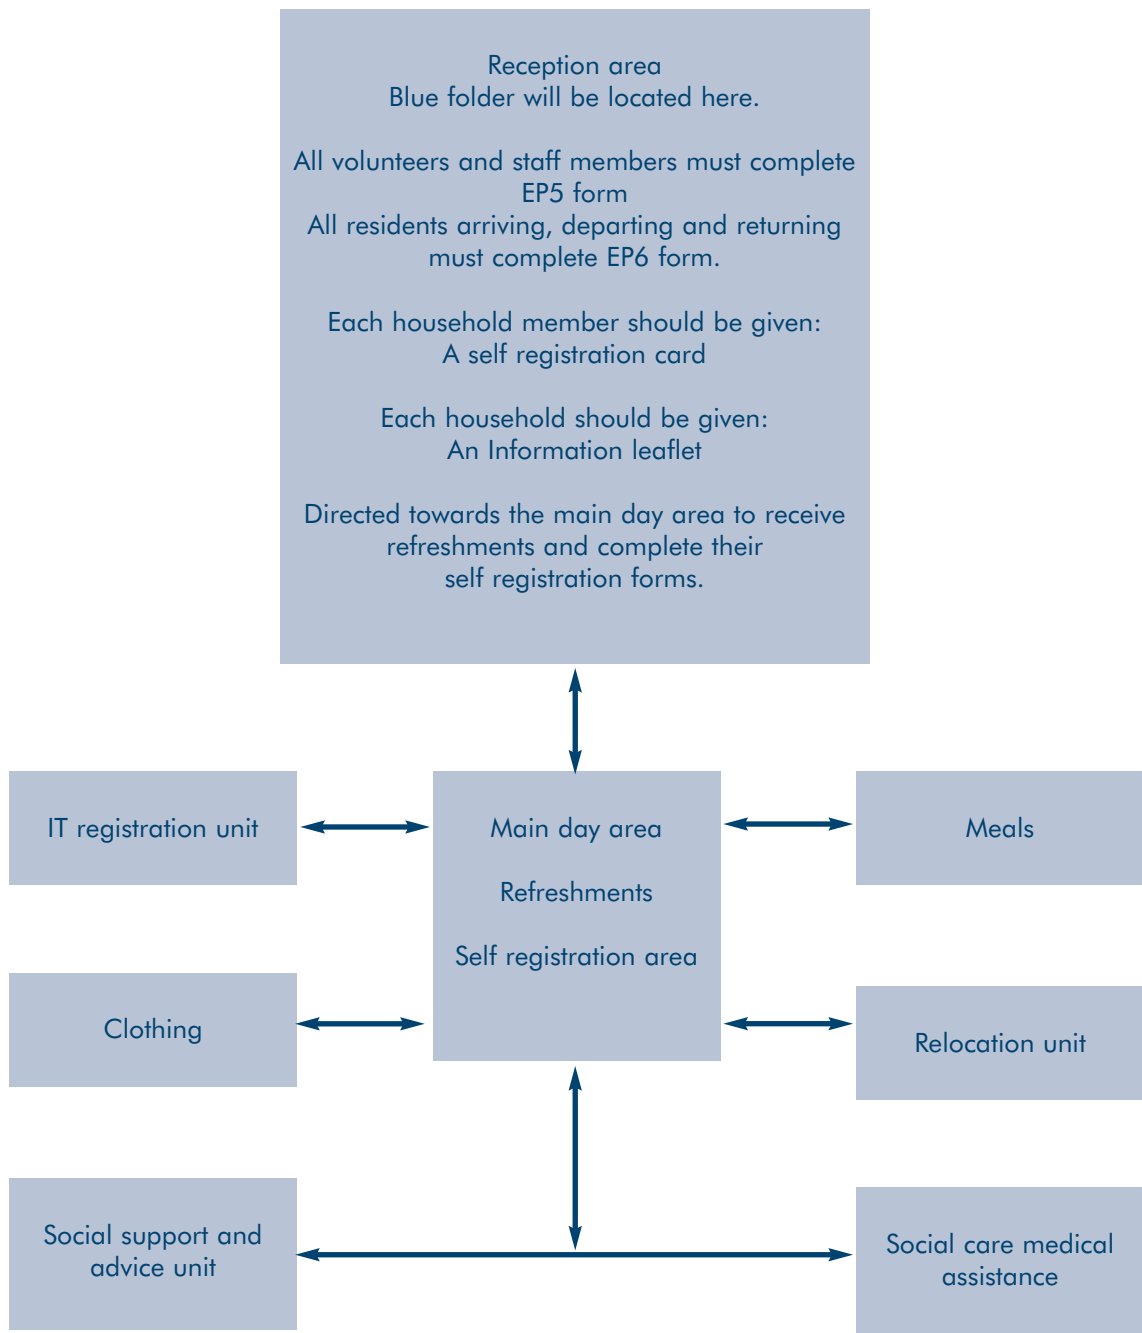 Reception area
Blue folder will be located here.
All volunteers and staff members must complete
EP5 form
All residents arriving, departing and returning
must complete EP6 form.
Each household member should be given:
A self registration card
Each household should be given:
An Information leaflet
Directed towards the main day area to receive
refreshments and complete their
self registration forms.
IT registration unit
Main day area
Meals
Refreshments
Self registration area
Clothing
Relocation unit
Social support and
advice unit
Social care medical
assistance